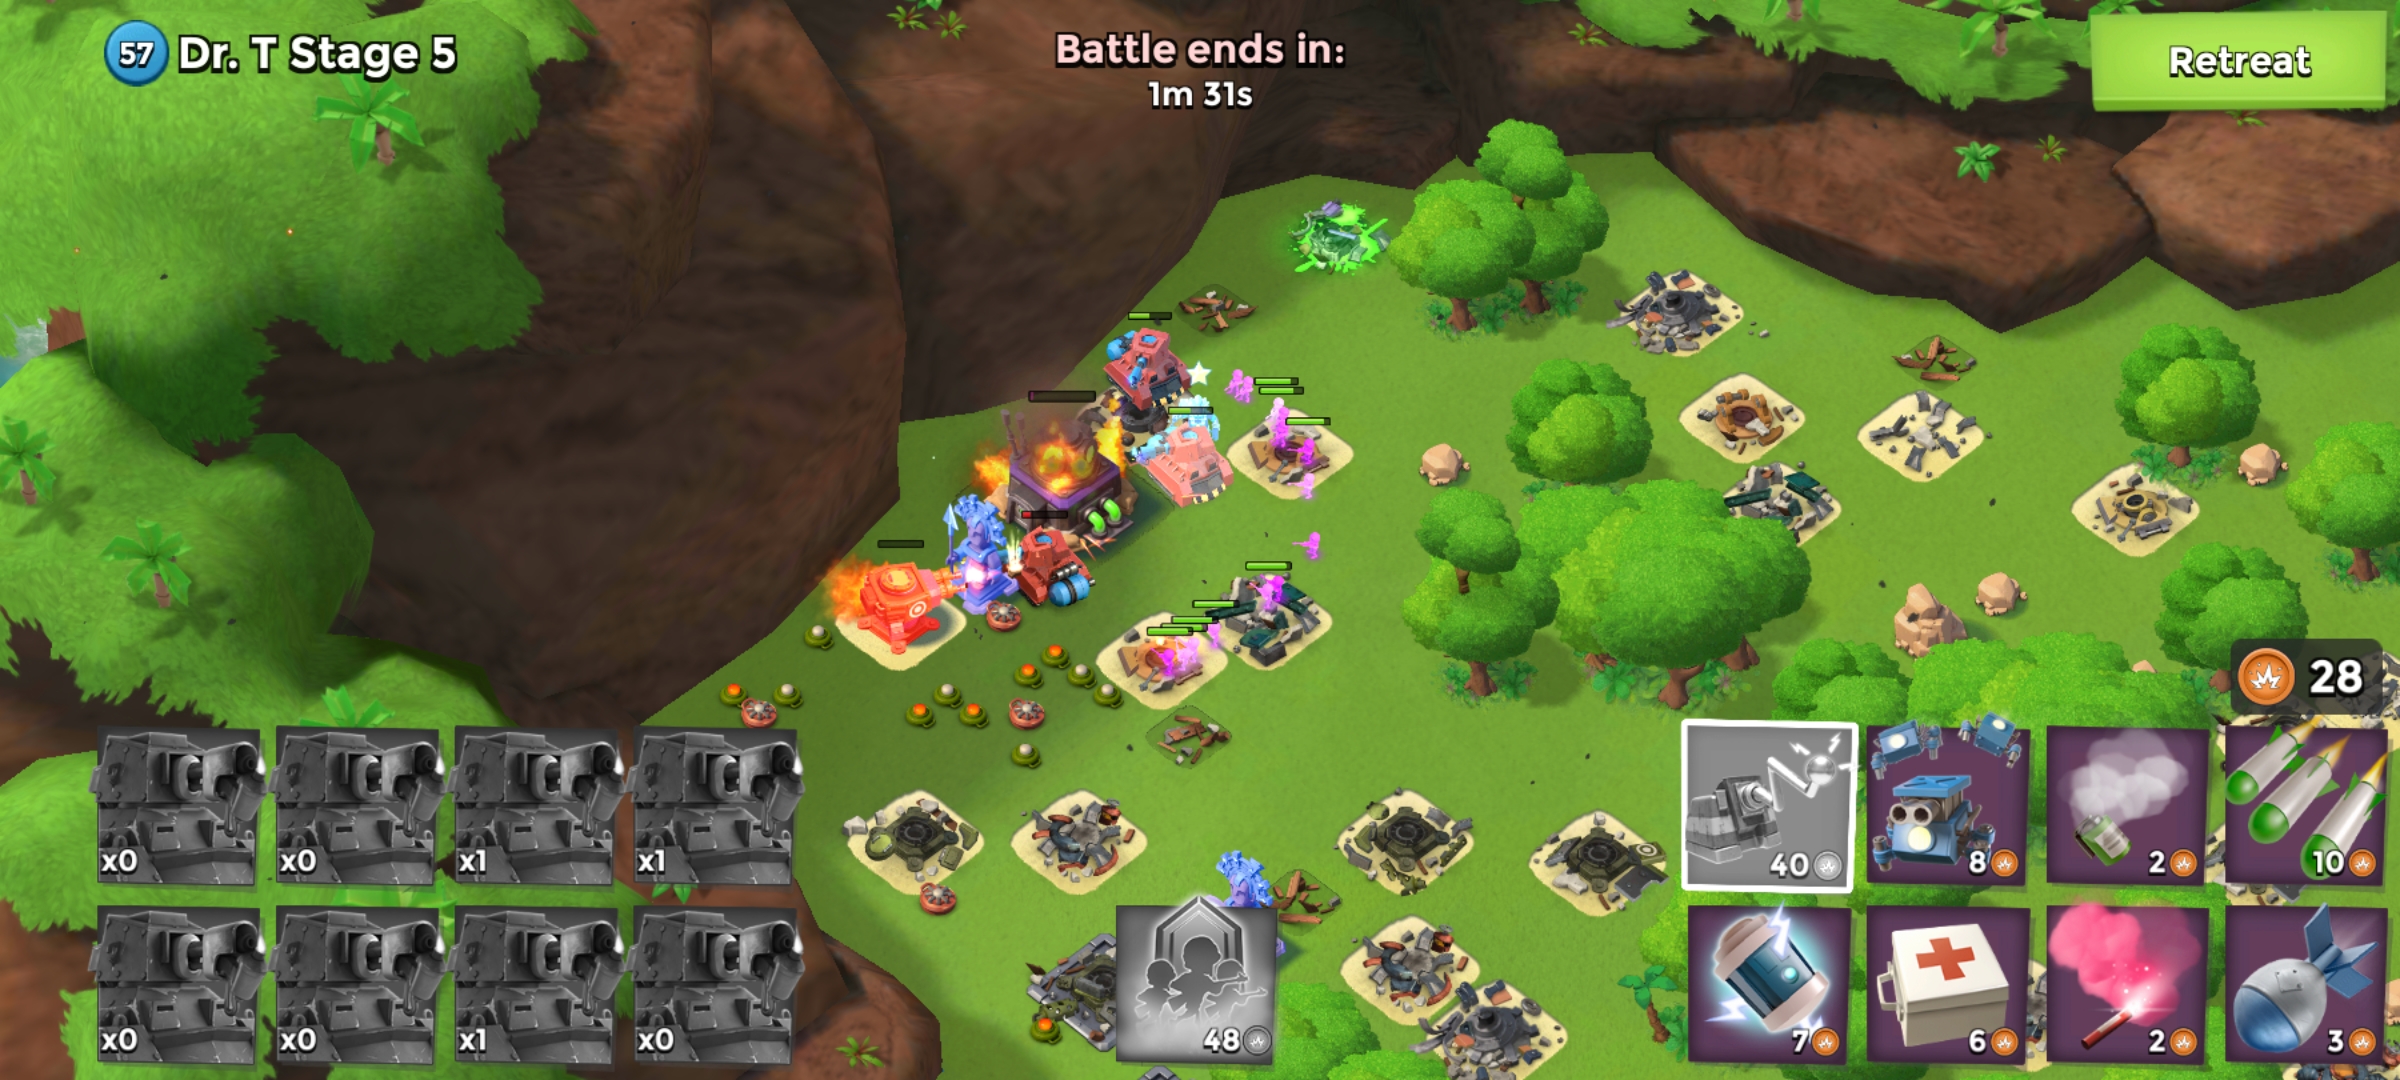 57 Dr. T Stage 5
Battle ends in:
1m 31s
Retreat
28
x0 x0 x1 x1
40 8 2 10
x0 x0 x1 x0
48
7 6 2 3